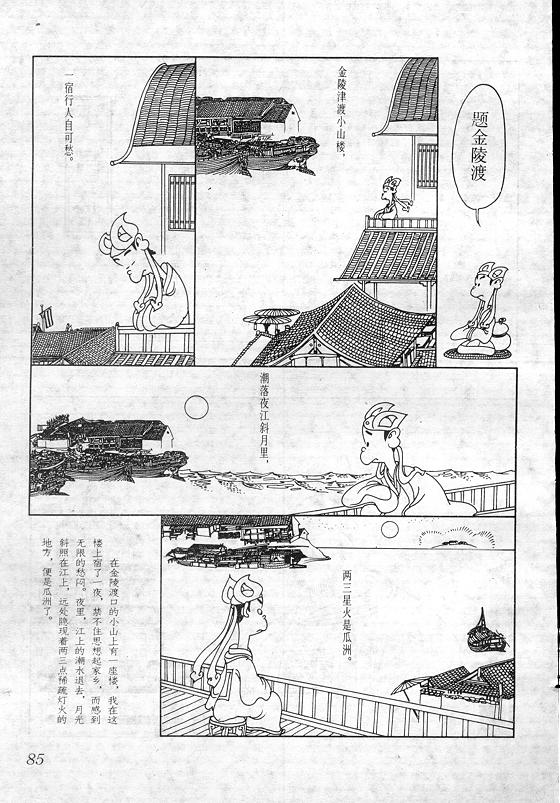 题金陵渡
金陵津渡小山楼，
一宿行人自可愁。
潮落夜江斜月里，
两三星火是瓜洲。
在金陵渡口的小山上有一座楼，我在这
楼上宿了一夜，禁不住思想起家乡，而感到
无限的愁闷。夜里，江上的潮水退去，月光
斜照在江上，远处隐现着两三点稀疏灯火的
地方，便是瓜洲了。
85